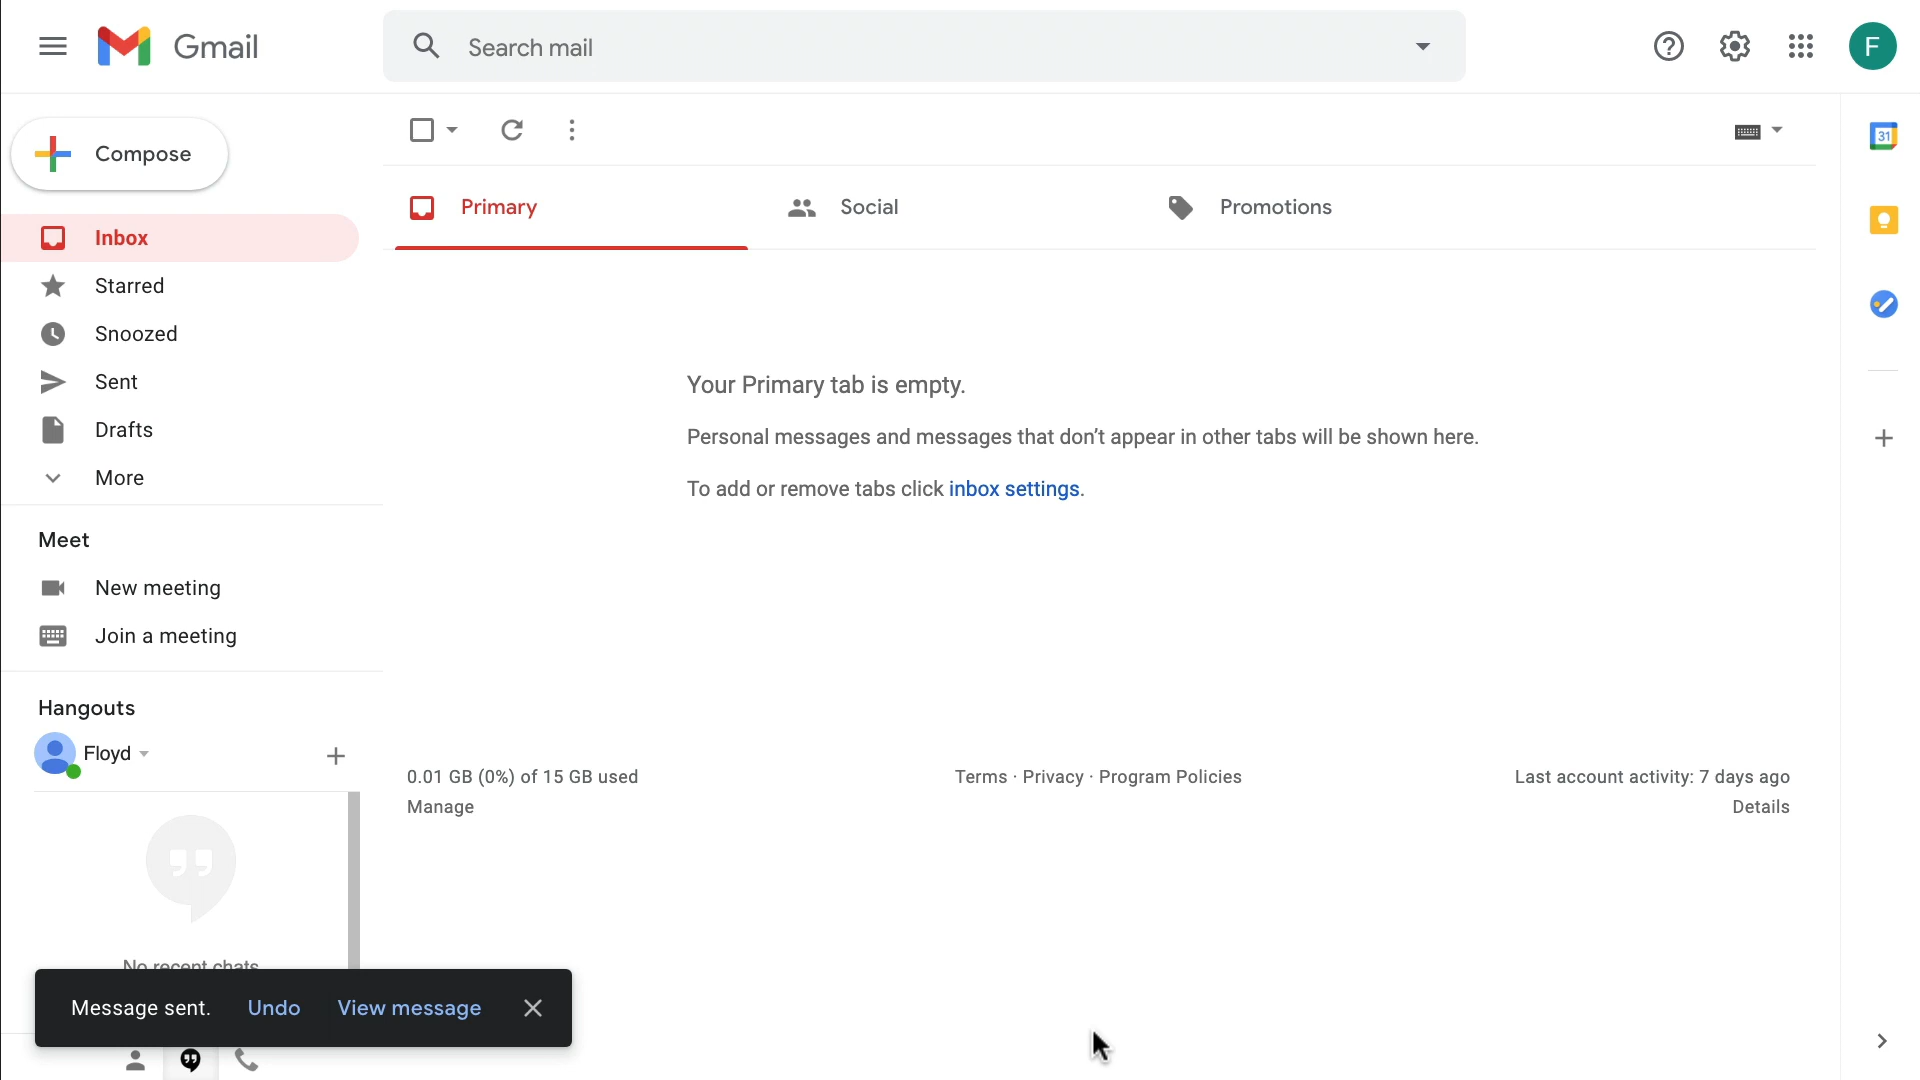 Gmail
Search mail
F
Compose
31
Primary
Social
Promotions
Inbox
Starred
Snoozed
Sent
Drafts
More
Your Primary tab is empty.
Personal messages and messages that don't appear in other tabs will be shown here.
To add or remove tabs click inbox settings.
Meet
New meeting
Join a meeting
Hangouts
Floyd
0.01 GB (0%) of 15 GB used
Manage
Terms · Privacy · Program Policies
Last account activity: 7 days ago
Details
No recent chats
Message sent. Undo View message